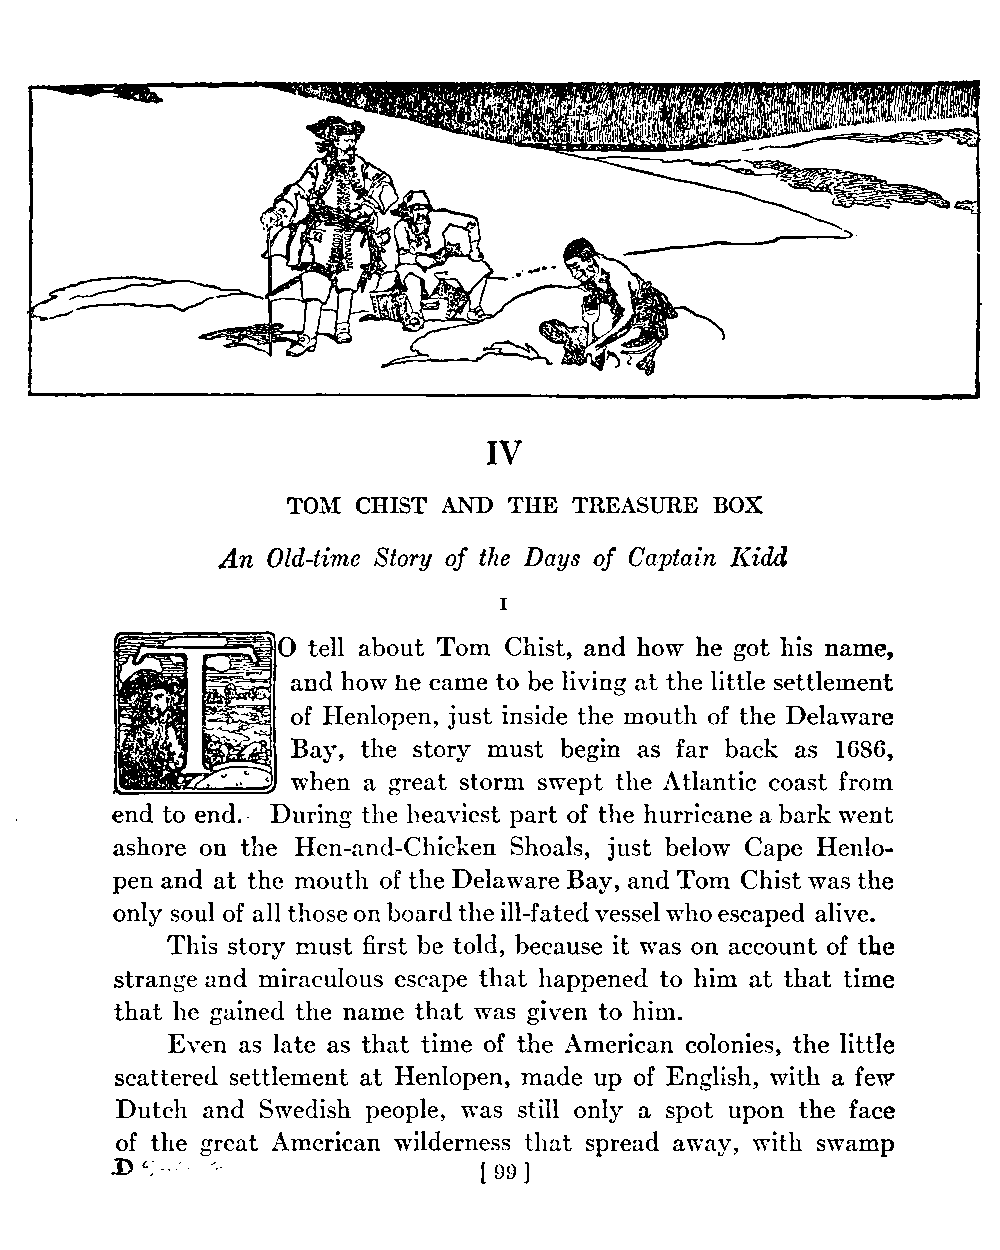 IV
TOM CHIST AND THE TREASURE BOX
An Old-time Story of the Days of Captain Kidd
I
TO tell about Tom Chist, and how he got his name,
and how he came to be living at the little settlement
of Henlopen, just inside the mouth of the Delaware
Bay, the story must begin as far back as 1686,
when a great storm swept the Atlantic coast from
end to end. During the heaviest part of the hurricane a bark went
ashore on the Hen-and-Chicken Shoals, just below Cape Henlo-
pen and at the mouth of the Delaware Bay, and Tom Chist was the
only soul of all those on board the ill-fated vessel who escaped alive.
This story must first be told, because it was on account of the
strange and miraculous escape that happened to him at that time
that he gained the name that was given to him.
Even as late as that time of the American colonies, the little
scattered settlement at Henlopen, made up of English, with a few
Dutch and Swedish people, was still only a spot upon the face
of the great American wilderness that spread away, with swamp
D
[ 99 ]